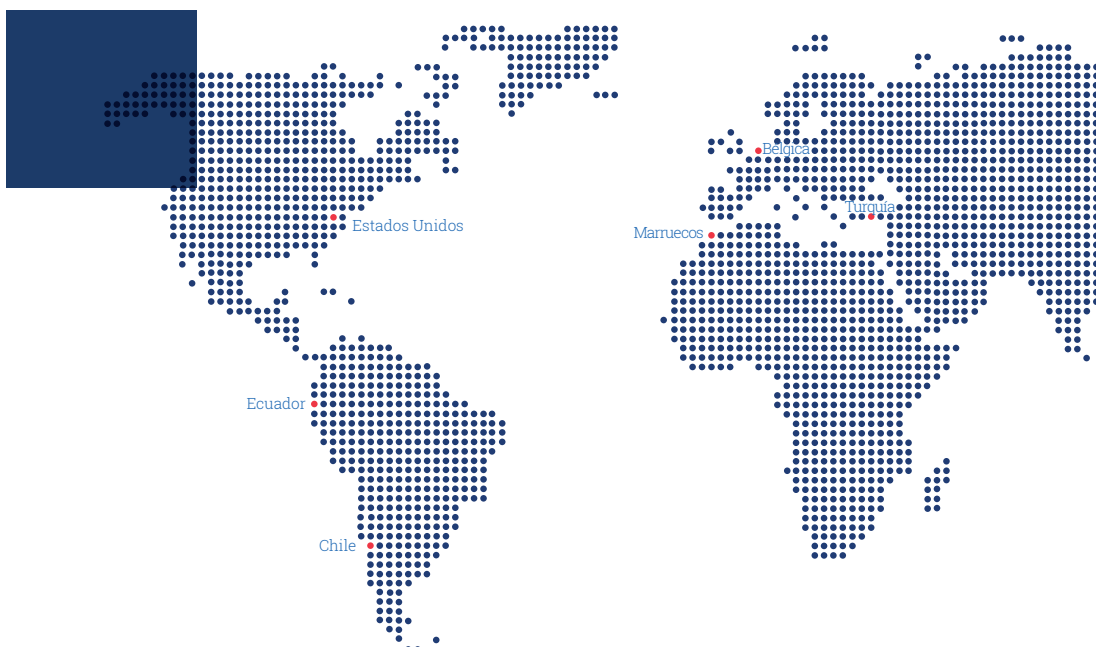 Bélgica
Turquía
Estados Unidos
Marruecos
Ecuador
Chile